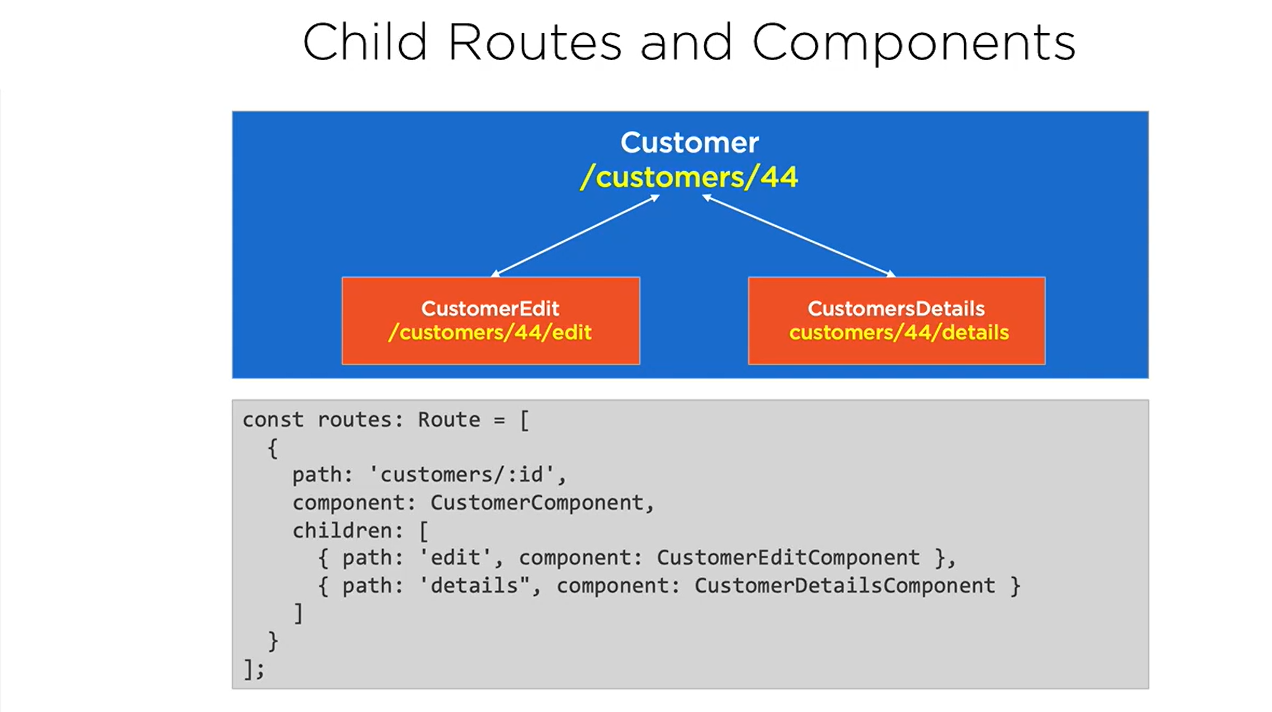 Child Routes and Components
Customer
/customers/44
CustomerEdit
/customers/44/edit
CustomersDetails
customers/44/details
const routes: Route = [
  {
    path: 'customers/:id',
    component: CustomerComponent,
    children: [
      { path: 'edit', component: CustomerEditComponent },
      { path: 'details", component: CustomerDetailsComponent }
    ]
  }
];